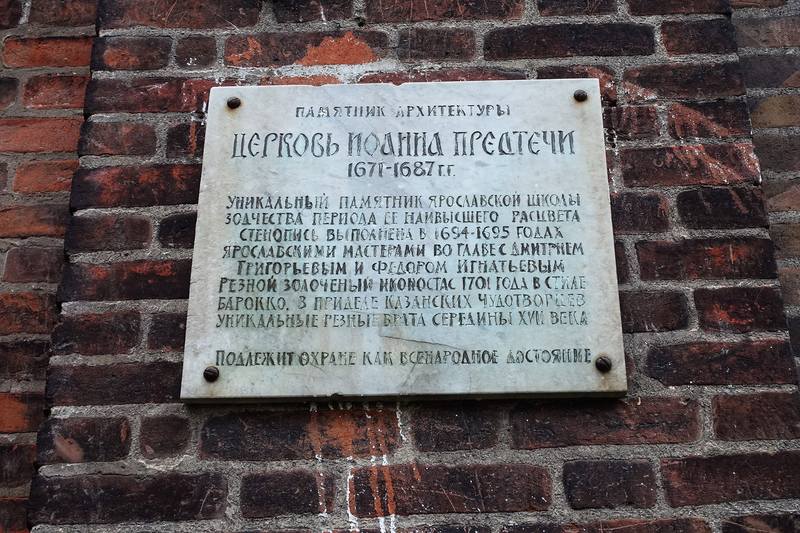 ПАМЯТНИК АРХИТЕКТУРЫ
ЦЕРКОВЬ ИОАННА ПРЕДТЕЧИ
1671-1687 г.г.
УНИКАЛЬНЫЙ ПАМЯТНИК ЯРОСЛАВСКОЙ ШКОЛЫ
ЗОДЧЕСТВА ПЕРИОДА ЕЕ НАИВЫСШЕГО РАСЦВЕТА
СТЕНОПИСЬ ВЫПОЛНЕНА В 1694-1695 ГОДАХ
ЯРОСЛАВСКИМИ МАСТЕРАМИ ВО ГЛАВЕ С ДМИТРИЕМ
ГРИГОРЬЕВЫМ И ФЕДОРОМ ИГНАТЬЕВЫМ
РЕЗНОЙ ЗОЛОЧЕНЫЙ ИКОНОСТАС 1701 ГОДА В СТИЛЕ
БАРОККО. В ПРИДЕЛЕ КАЗАНСКИХ ЧУДОТВОРЦЕВ
УНИКАЛЬНЫЕ РЕЗНЫЕ ВРАТА СЕРЕДИНЫ XVII ВЕКА
ПОДЛЕЖИТ ОХРАНЕ КАК ВСЕНАРОДНОЕ ДОСТОЯНИЕ